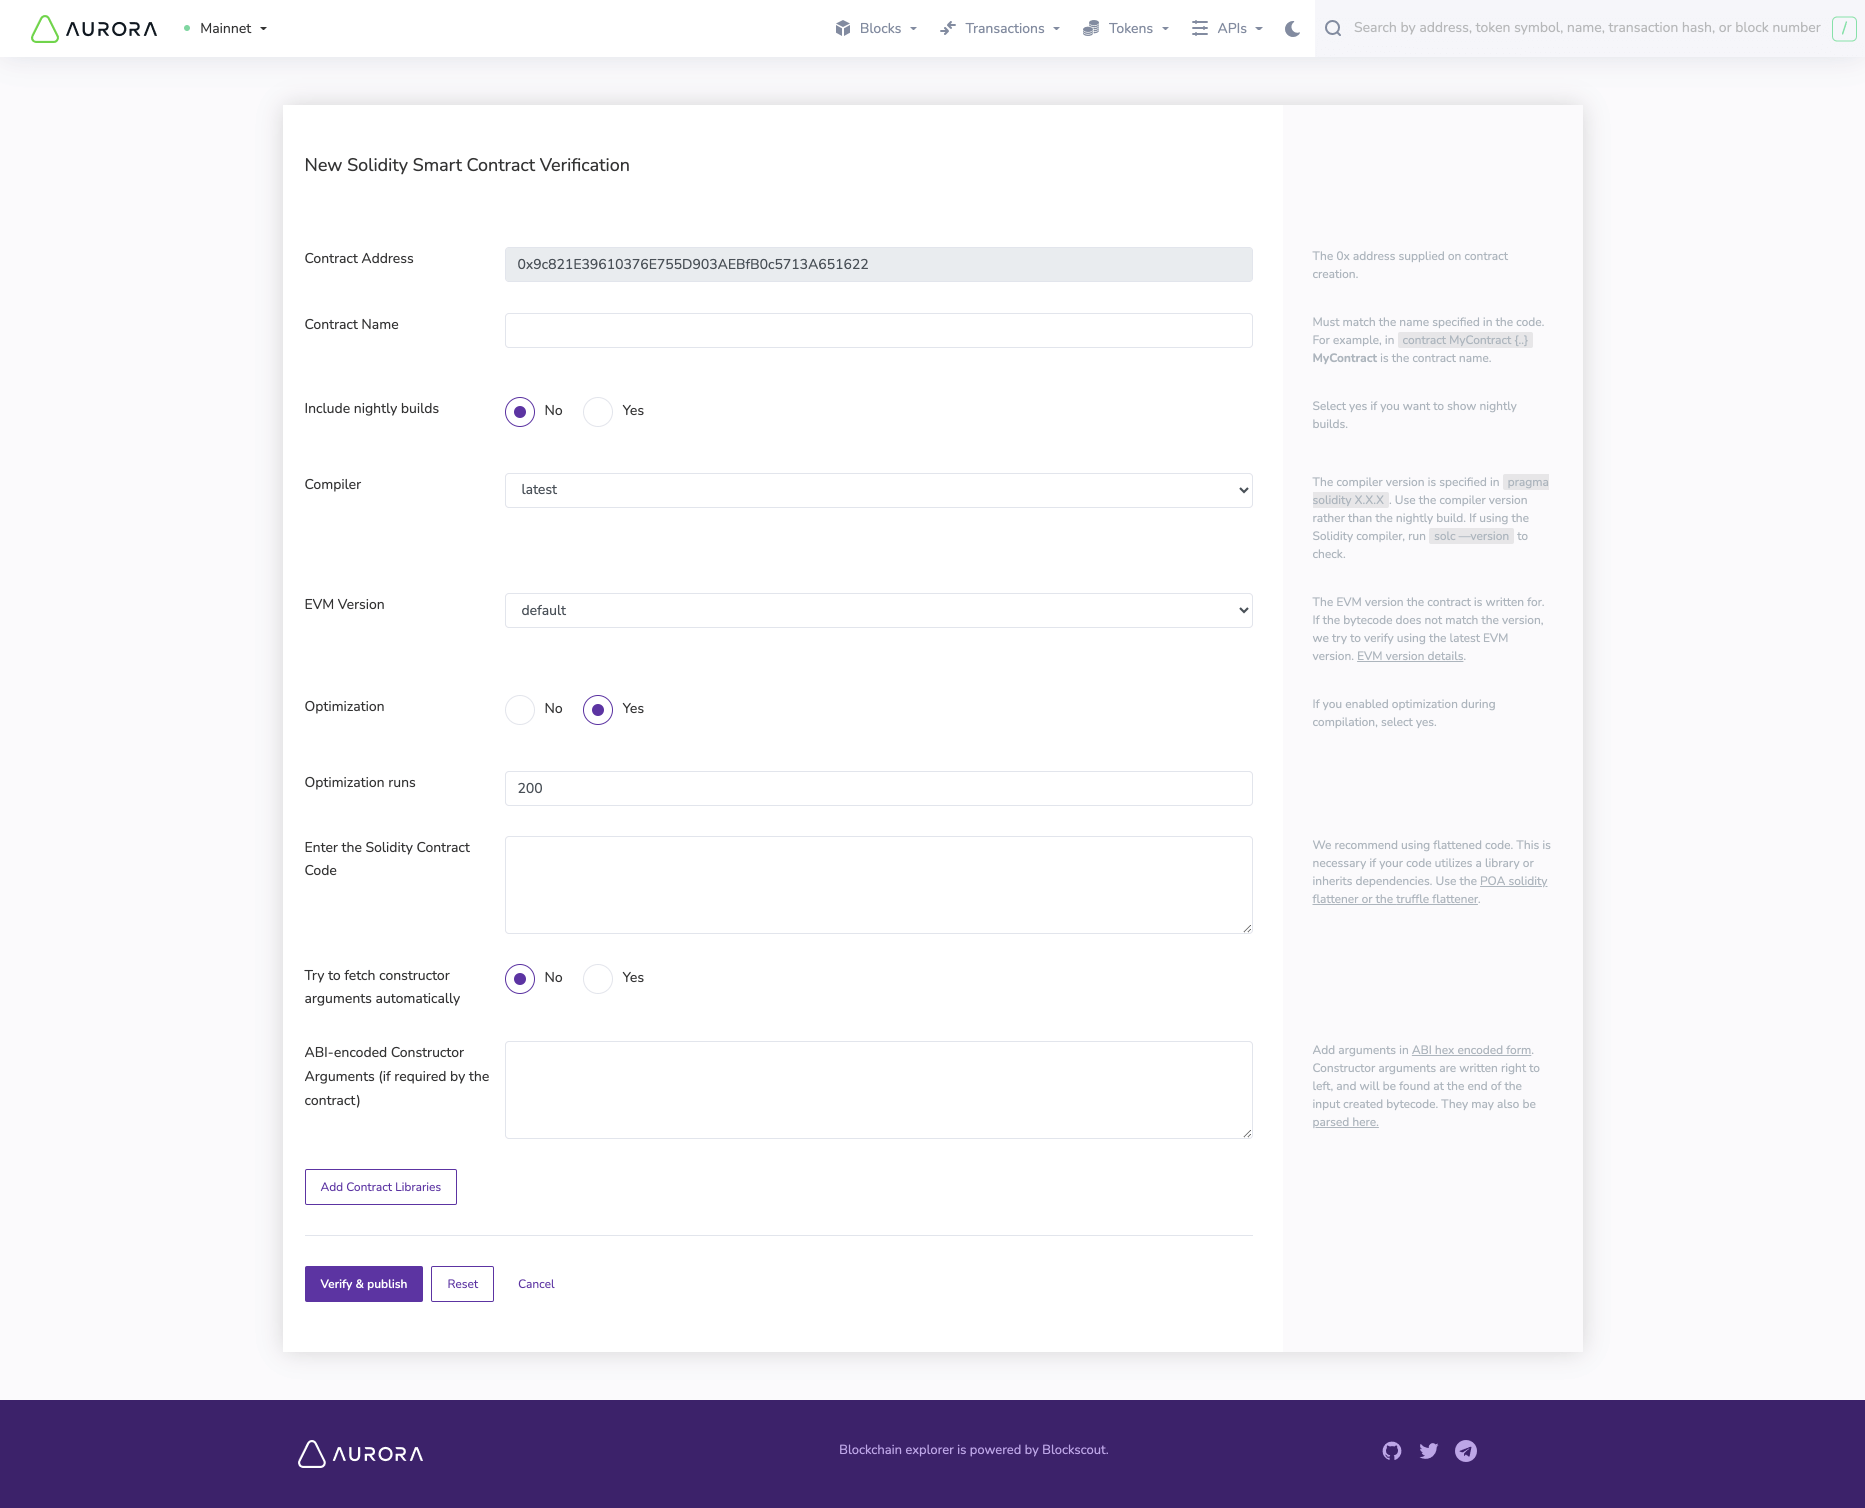 AURORA
Mainnet
Blocks
Transactions
Tokens
APIs
Search by address, token symbol, name, transaction hash, or block number
/
New Solidity Smart Contract Verification
Contract Address
0x9c821E39610376E755D903AEBfB0c5713A651622
The 0x address supplied on contract
creation.
Contract Name
Must match the name specified in the code.
For example, in contract MyContract {..}
MyContract is the contract name.
Include nightly builds
No
Yes
Select yes if you want to show nightly
builds.
Compiler
latest
The compiler version is specified in pragma
solidity X.X.X . Use the compiler version
rather than the nightly build. If using the
Solidity compiler, run solc —version to
check.
EVM Version
default
The EVM version the contract is written for.
If the bytecode does not match the version,
we try to verify using the latest EVM
version. EVM version details.
Optimization
No
Yes
If you enabled optimization during
compilation, select yes.
Optimization runs
200
Enter the Solidity Contract
Code
We recommend using flattened code. This is
necessary if your code utilizes a library or
inherits dependencies. Use the POA solidity
flattener or the truffle flattener.
Try to fetch constructor
arguments automatically
No
Yes
ABI-encoded Constructor
Arguments (if required by the
contract)
Add arguments in ABI hex encoded form.
Constructor arguments are written right to
left, and will be found at the end of the
input created bytecode. They may also be
parsed here.
Add Contract Libraries
Verify & publish
Reset
Cancel
AURORA
Blockchain explorer is powered by Blockscout.